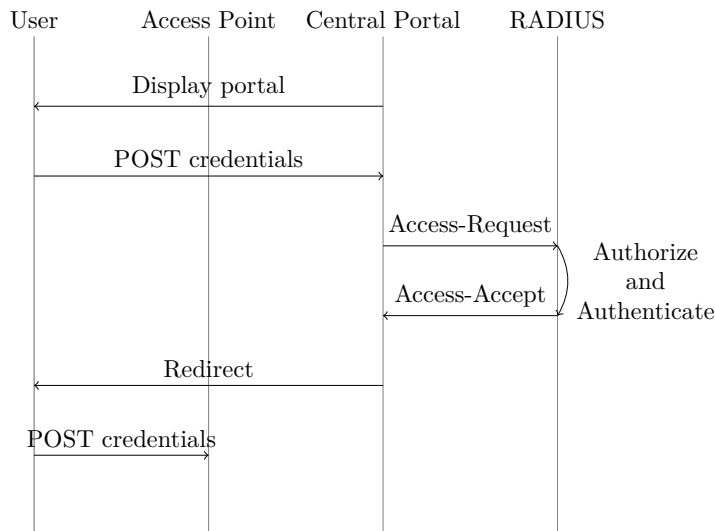 User
Access Point
Central Portal
RADIUS
Display portal
POST credentials
Access-Request
Authorize
and
Authenticate
Access-Accept
Redirect
POST credentials